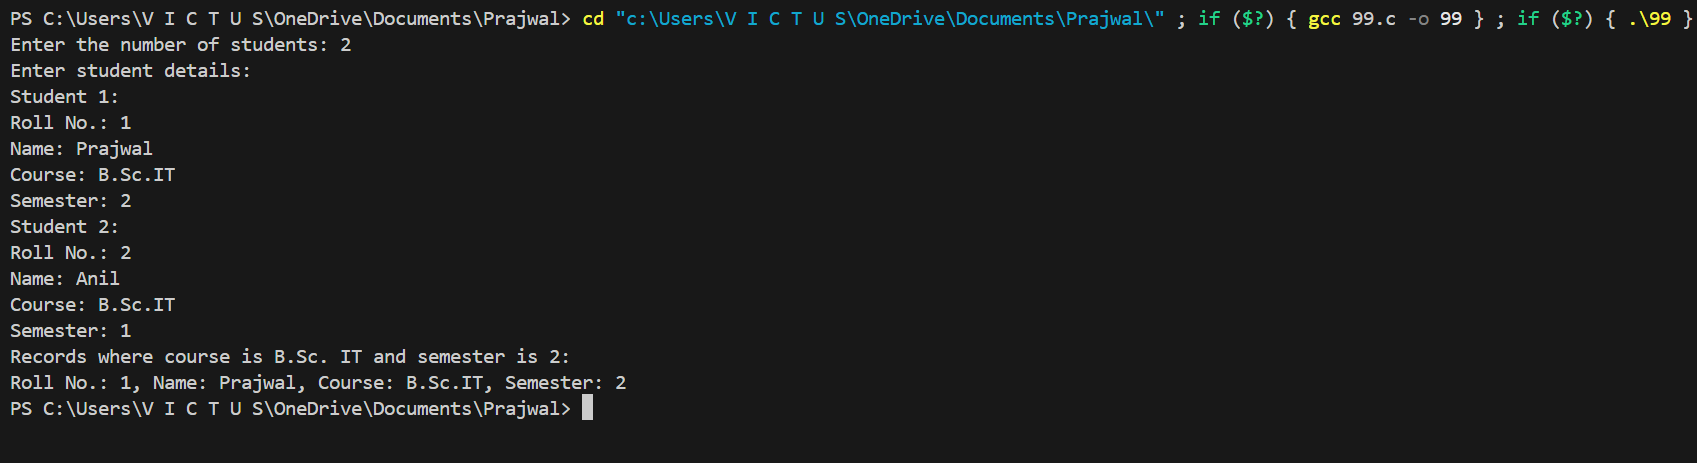 PS C:\Users\V I C T U S\OneDrive\Documents\Prajwal> cd "c:\Users\V I C T U S\OneDrive\Documents\Prajwal\" ; if ($?) { gcc 99.c -o 99 } ; if ($?) { .\99 }
Enter the number of students: 2
Enter student details:
Student 1:
Roll No.: 1
Name: Prajwal
Course: B.Sc.IT
Semester: 2
Student 2:
Roll No.: 2
Name: Anil
Course: B.Sc.IT
Semester: 1
Records where course is B.Sc. IT and semester is 2:
Roll No.: 1, Name: Prajwal, Course: B.Sc.IT, Semester: 2
PS C:\Users\V I C T U S\OneDrive\Documents\Prajwal>